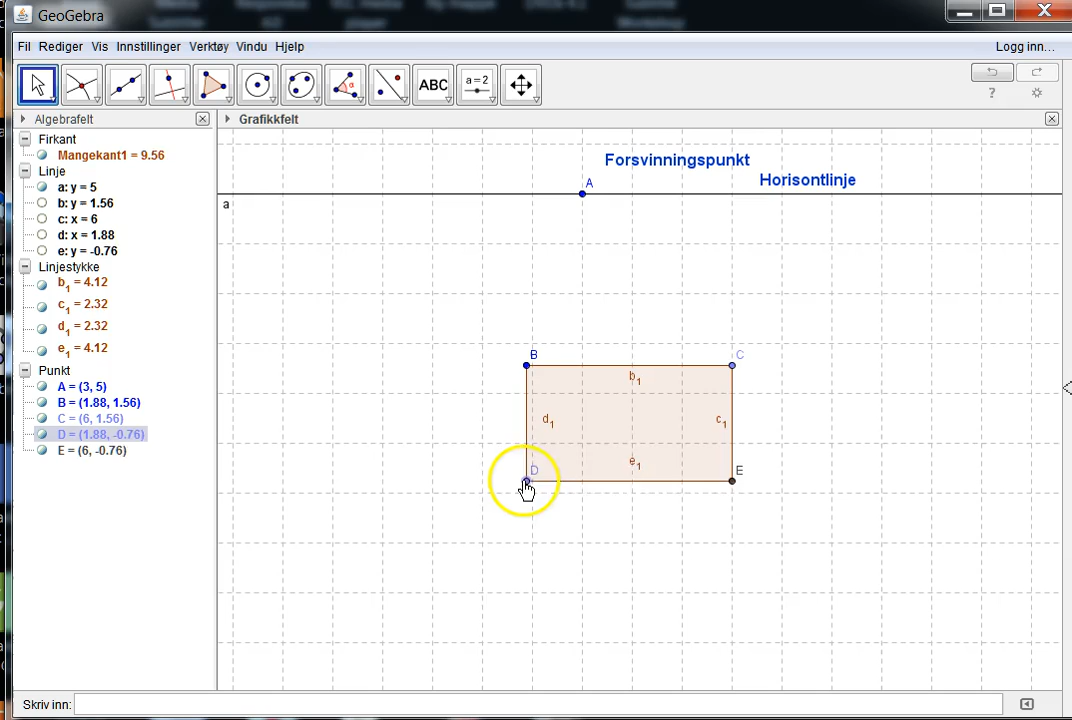 GeoGebra
Fil Rediger Vis Innstillinger Verktøy Vindu Hjelp Logg inn...
ABC a=2 ?
Algebrafelt Grafikkfelt
Firkant
Mangekant1 = 9.56
Linje
a: y = 5
b: y = 1.56
c: x = 6
d: x = 1.88
e: y = -0.76
Linjestykke
b1 = 4.12
c1 = 2.32
d1 = 2.32
e1 = 4.12
Punkt
A = (3, 5)
B = (1.88, 1.56)
C = (6, 1.56)
D = (1.88, -0.76)
E = (6, -0.76)
Forsvinningspunkt
A
Horisontlinje
a
B C
b1
d1 c1
e1
D E
Skriv inn: